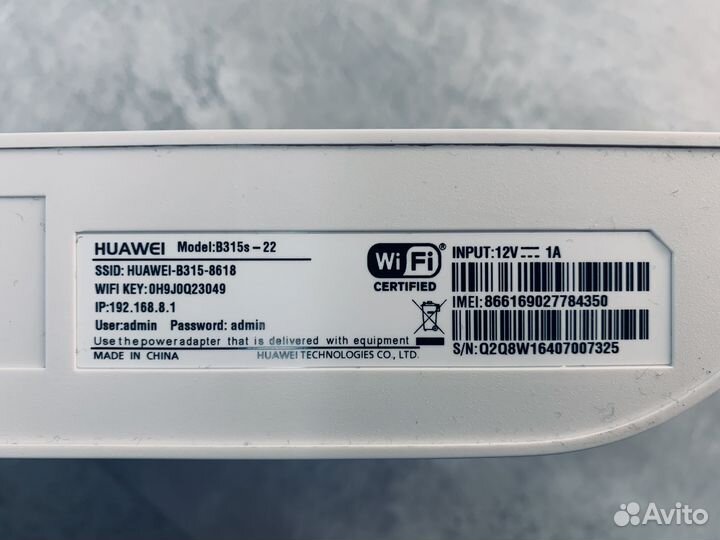 HUAWEI Model:B315s-22
SSID: HUAWEI-B315-8618
WIFI KEY:0H9J0Q23049
IP:192.168.8.1
User:admin Password: admin
Use the power adapter that is delivered with equipment
MADE IN CHINA HUAWEI TECHNOLOGIES CO., LTD.
Wi Fi ®
CERTIFIED
INPUT:12V⎓ 1A
IMEI:866169027784350
S/N:Q2Q8W16407007325
Avito